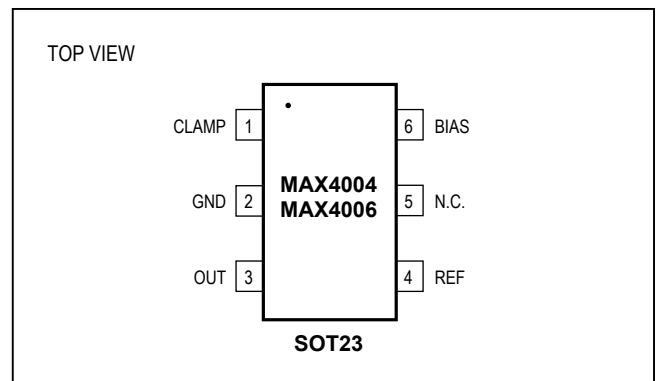 TOP VIEW
CLAMP 1
6 BIAS
MAX4004
GND 2
5 N.C.
MAX4006
OUT 3
4 REF
SOT23